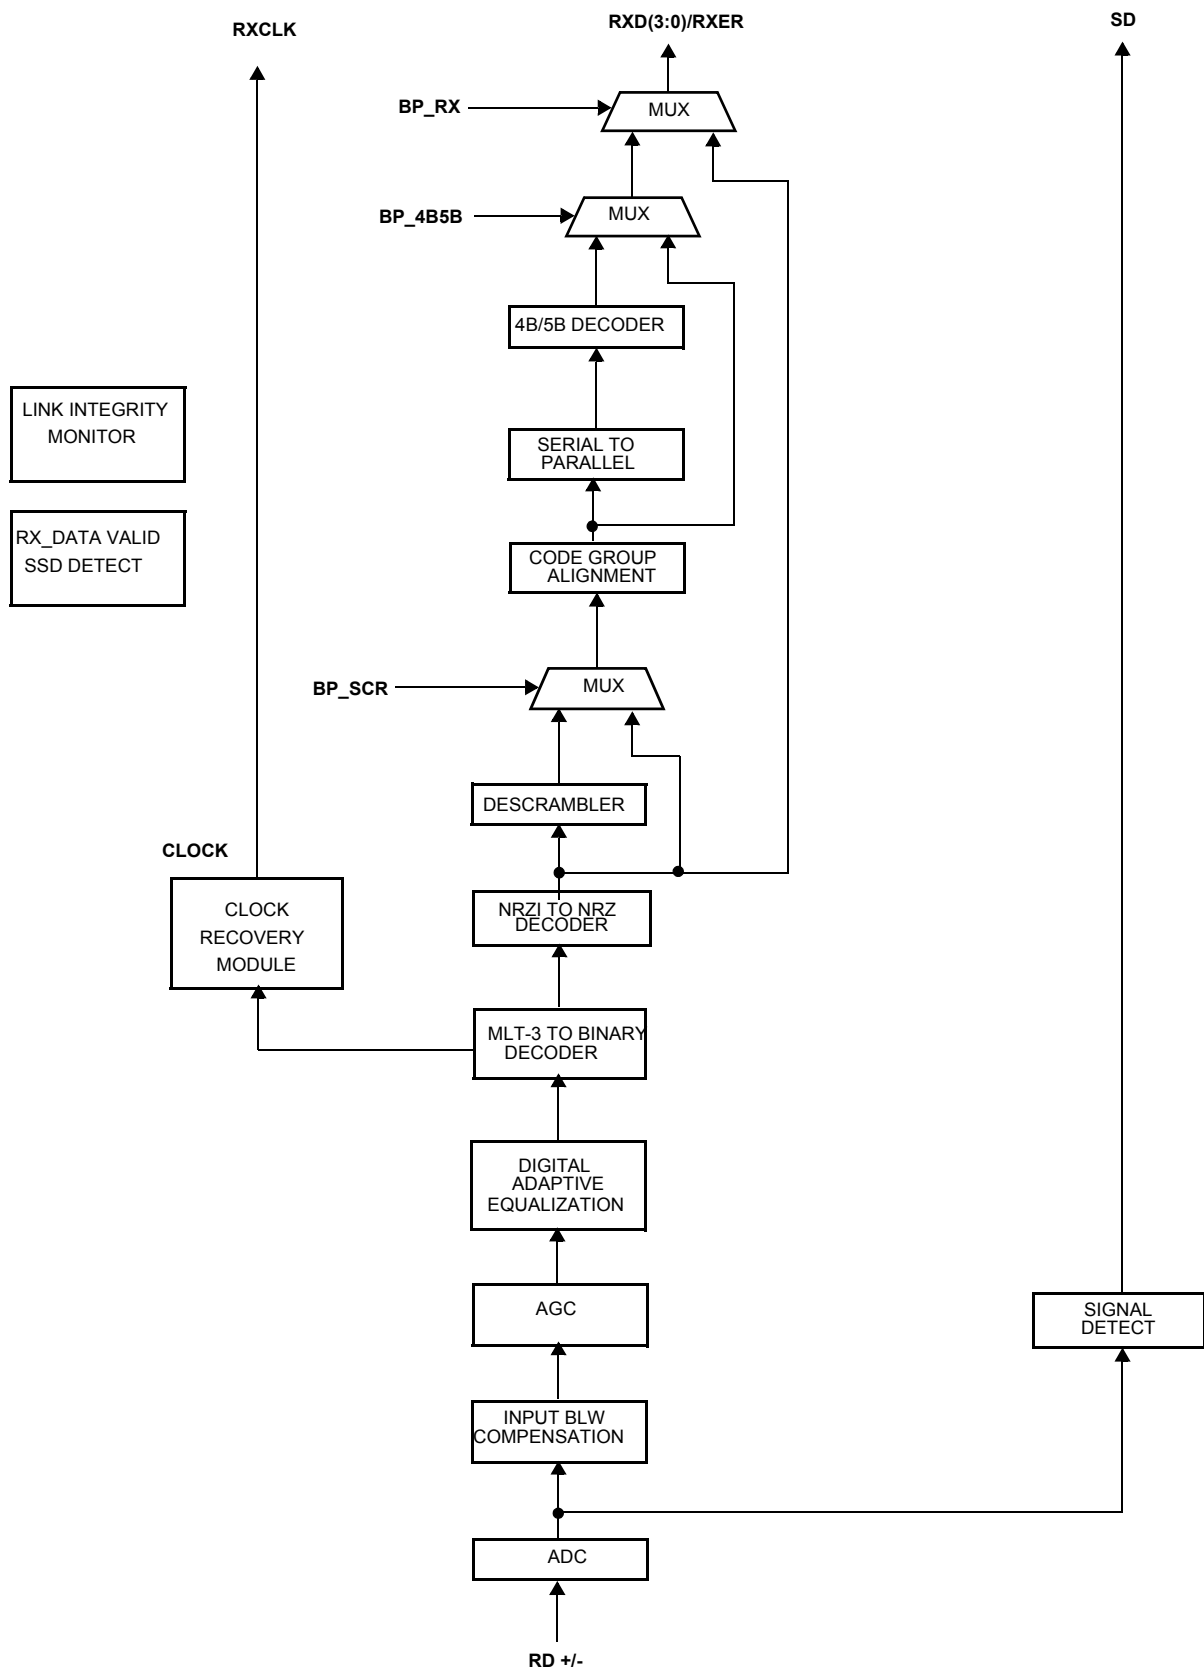 RXCLK
RXD(3:0)/RXER
SD
BP_RX
MUX
BP_4B5B
MUX
4B/5B DECODER
LINK INTEGRITY
MONITOR
SERIAL TO
PARALLEL
RX_DATA VALID
SSD DETECT
CODE GROUP
ALIGNMENT
BP_SCR
MUX
DESCRAMBLER
CLOCK
CLOCK
RECOVERY
MODULE
NRZI TO NRZ
DECODER
MLT-3 TO BINARY
DECODER
DIGITAL
ADAPTIVE
EQUALIZATION
AGC
SIGNAL
DETECT
INPUT BLW
COMPENSATION
ADC
RD +/-